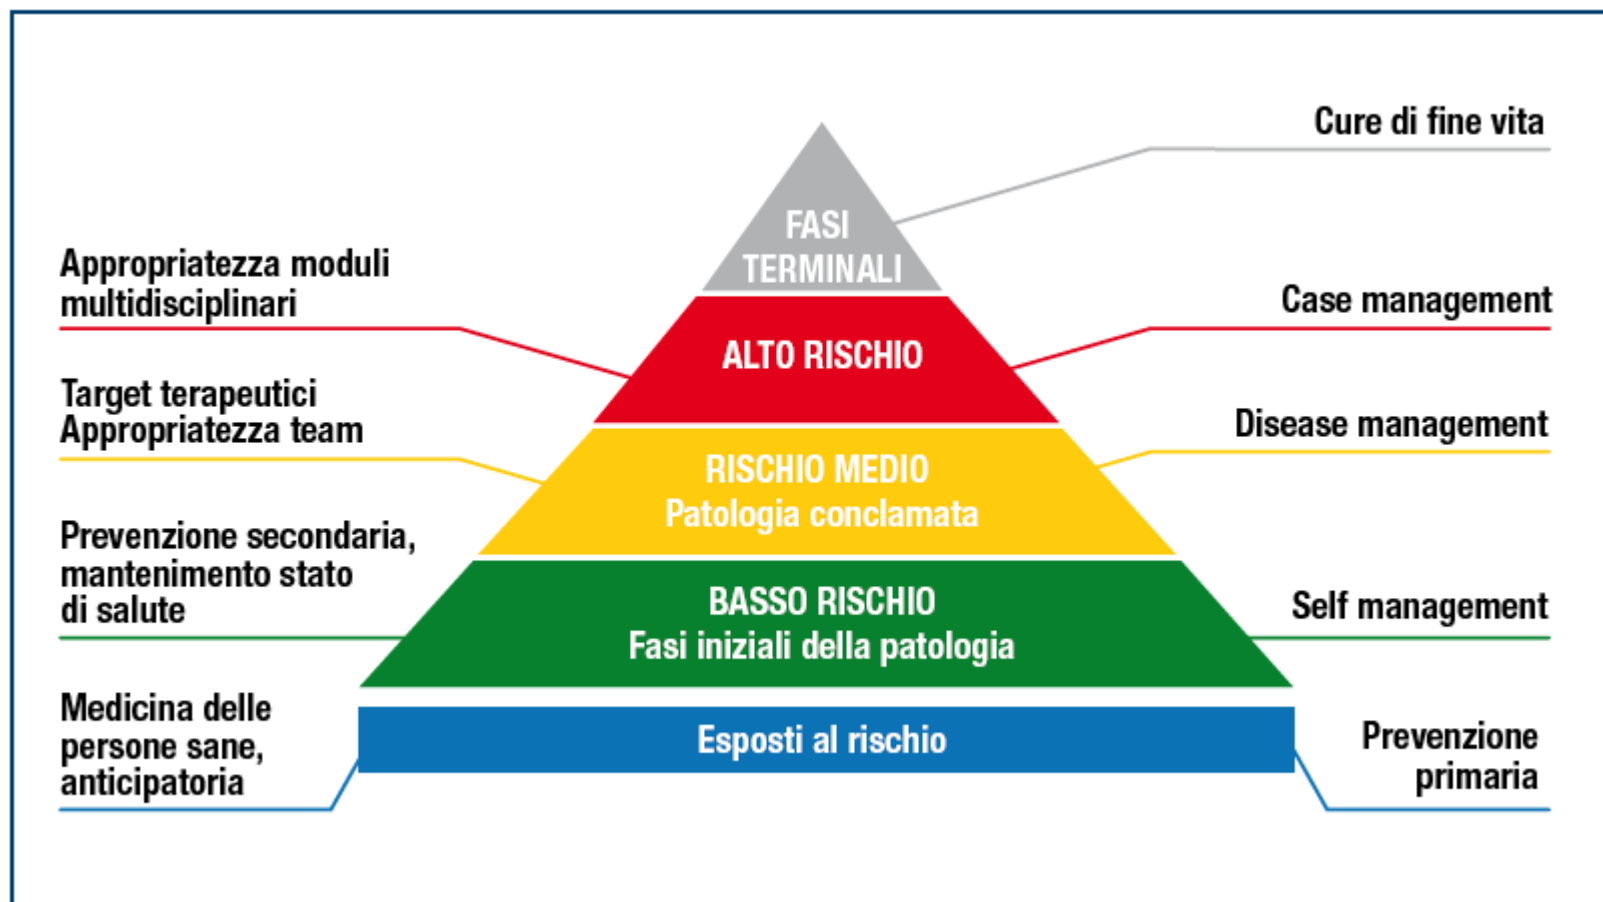 Cure di fine vita
FASI
TERMINALI
Appropriatezza moduli
multidisciplinari
ALTO RISCHIO
Case management
Target terapeutici
Appropriatezza team
RISCHIO MEDIO
Patologia conclamata
Disease management
Prevenzione secondaria,
mantenimento stato
di salute
BASSO RISCHIO
Fasi iniziali della patologia
Self management
Medicina delle
persone sane,
anticipatoria
Esposti al rischio
Prevenzione
primaria